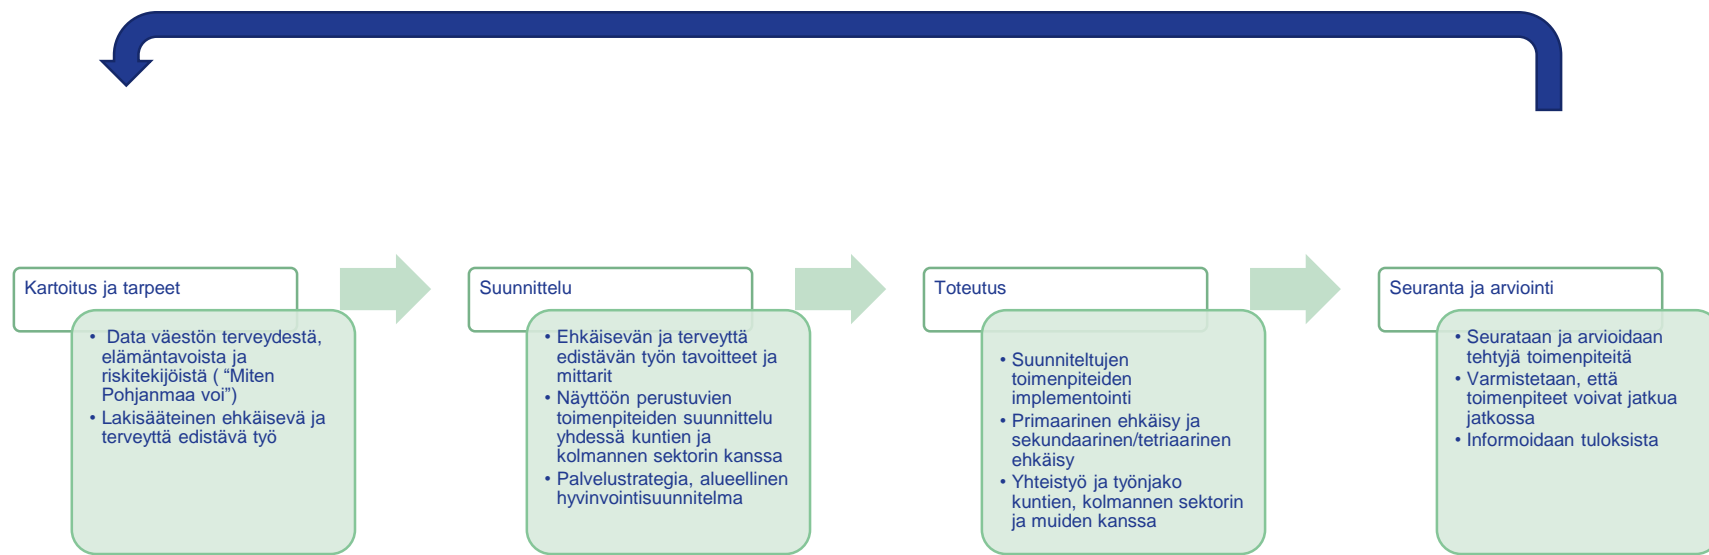 Kartoitus ja tarpeet
• Data väestön terveydestä,
elämäntavoista ja
riskitekijöistä ( “Miten
Pohjanmaa voi”)
• Lakisääteinen ehkäisevä ja
terveyttä edistävä työ
Suunnittelu
• Ehkäisevän ja terveyttä
edistävän työn tavoitteet ja
mittarit
• Näyttöön perustuvien
toimenpiteiden suunnittelu
yhdessä kuntien ja
kolmannen sektorin kanssa
• Palvelustrategia, alueellinen
hyvinvointisuunnitelma
Toteutus
• Suunniteltujen
toimenpiteiden
implementointi
• Primaarinen ehkäisy ja
sekundaarinen/tetriaarinen
ehkäisy
• Yhteistyö ja työnjako
kuntien, kolmannen sektorin
ja muiden kanssa
Seuranta ja arviointi
• Seurataan ja arvioidaan
tehtyjä toimenpiteitä
• Varmistetaan, että
toimenpiteet voivat jatkua
jatkossa
• Informoidaan tuloksista